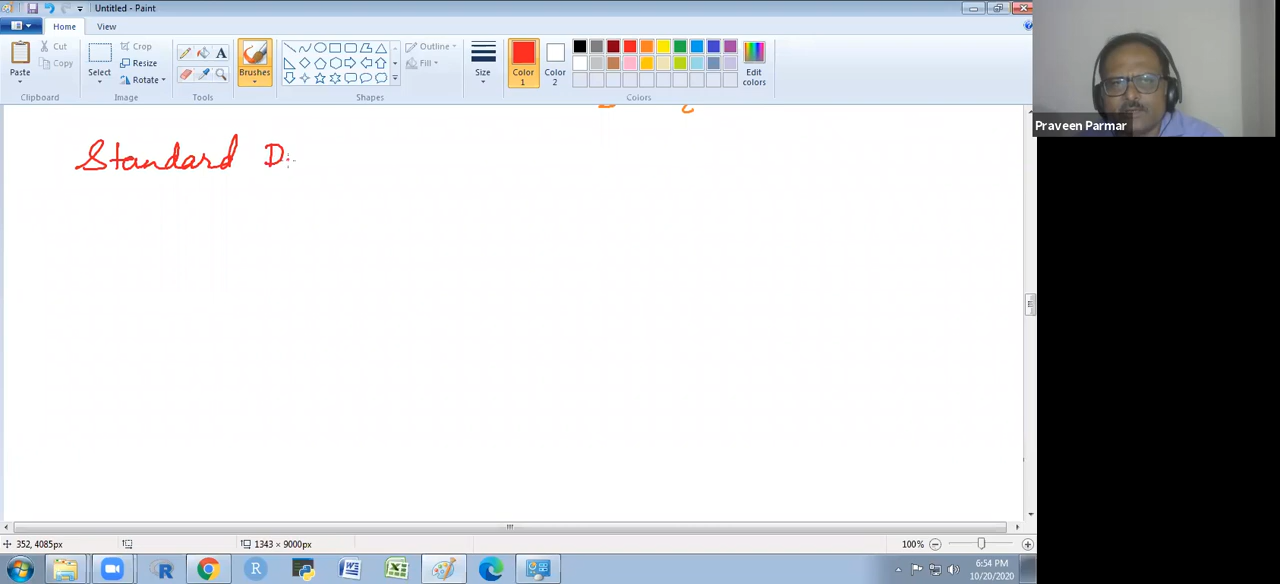 Untitled - Paint
Home
View
Paste
Cut
Copy
Clipboard
Select
Crop
Resize
Rotate
Image
Tools
Brushes
Shapes
Outline
Fill
Size
Color 1
Color 2
Edit colors
Colors
Praveen Parmar
Standard D
352, 4085px
1343 × 9000px
100%
6:54 PM
10/20/2020